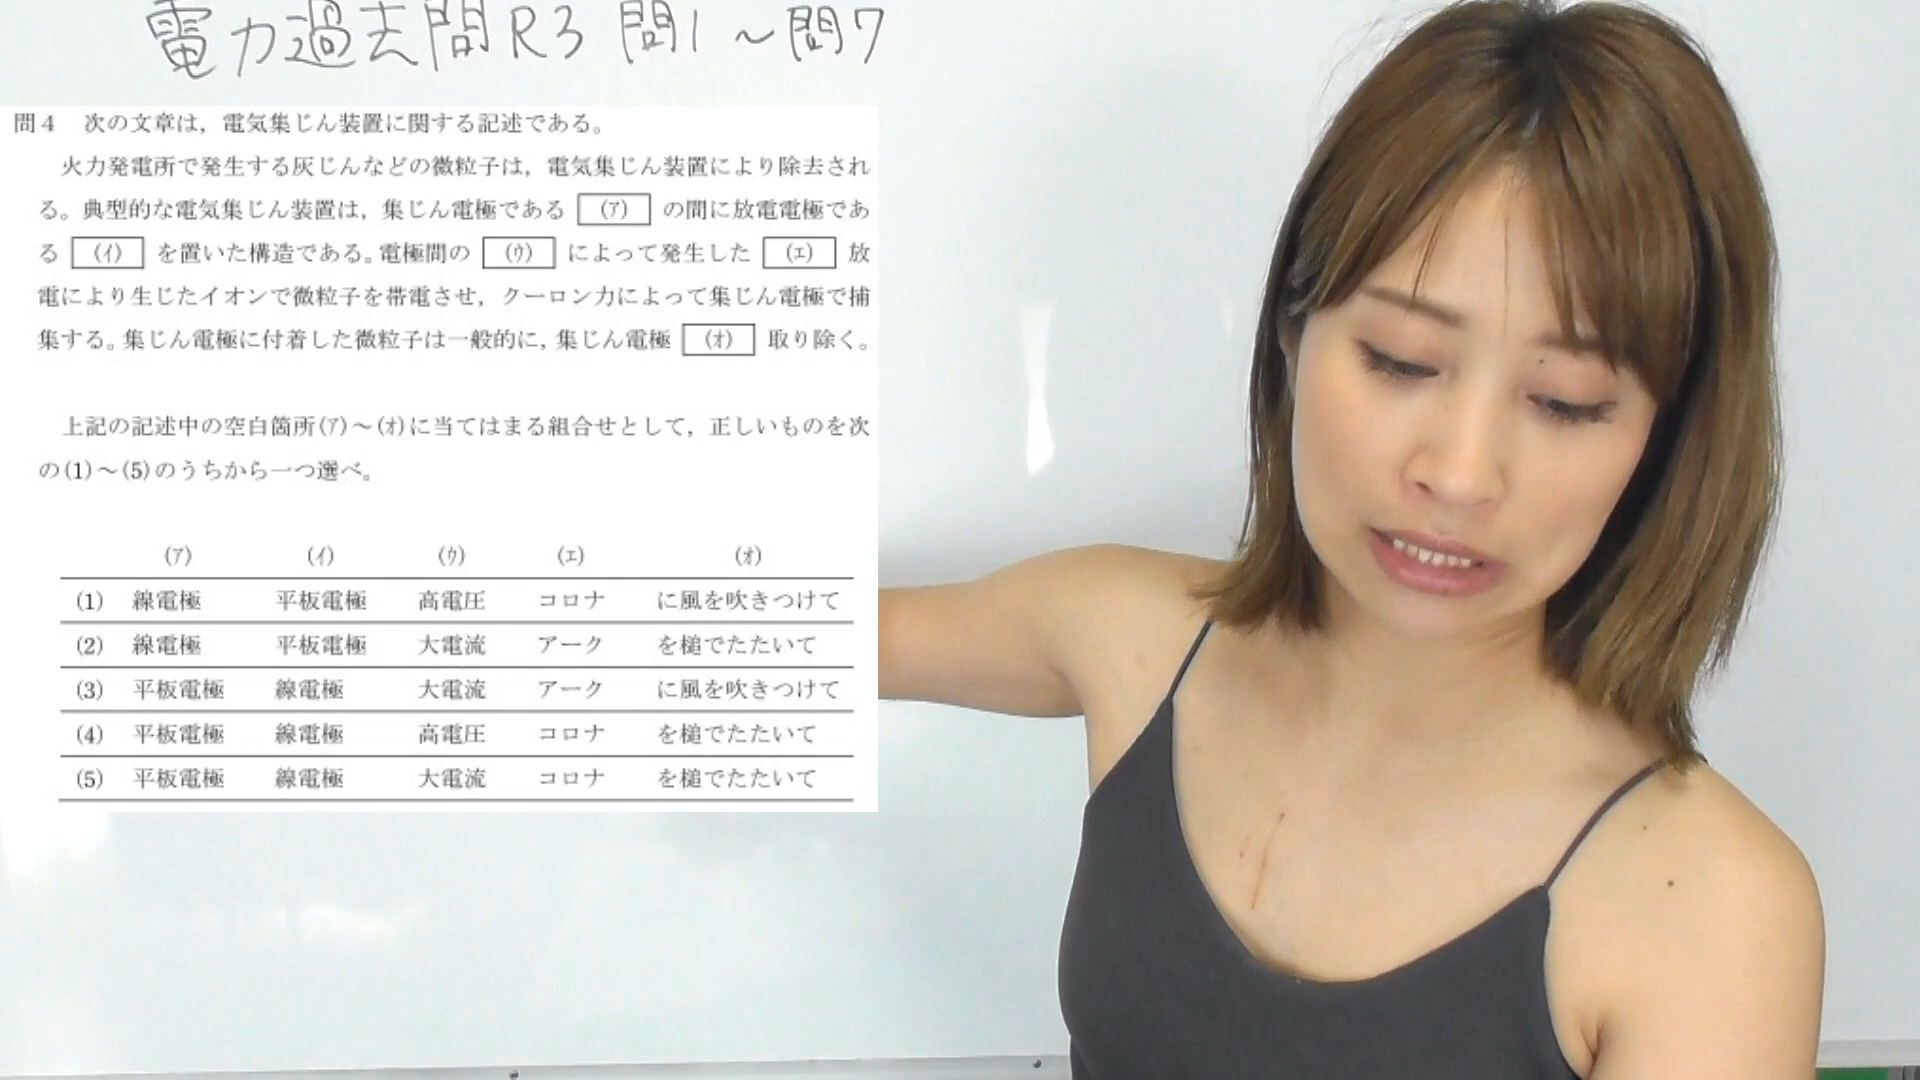 電力過去問R3 問1～問7
問4 次の文章は，電気集じん装置に関する記述である。
火力発電所で発生する灰じんなどの微粒子は，電気集じん装置により除去され
る。典型的な電気集じん装置は，集じん電極である (ア) の間に放電電極であ
る (イ) を置いた構造である。電極間の (ウ) によって発生した (エ) 放
電により生じたイオンで微粒子を帯電させ，クーロン力によって集じん電極で捕
集する。集じん電極に付着した微粒子は一般的に，集じん電極 (オ) 取り除く。
上記の記述中の空白箇所(ア)～(オ)に当てはまる組合せとして，正しいものを次
の(1)～(5)のうちから一つ選べ。
(ア) (イ) (ウ) (エ) (オ)
(1) 線電極 平板電極 高電圧 コロナ に風を吹きつけて
(2) 線電極 平板電極 大電流 アーク を槌でたたいて
(3) 平板電極 線電極 大電流 アーク に風を吹きつけて
(4) 平板電極 線電極 高電圧 コロナ を槌でたたいて
(5) 平板電極 線電極 大電流 コロナ を槌でたたいて